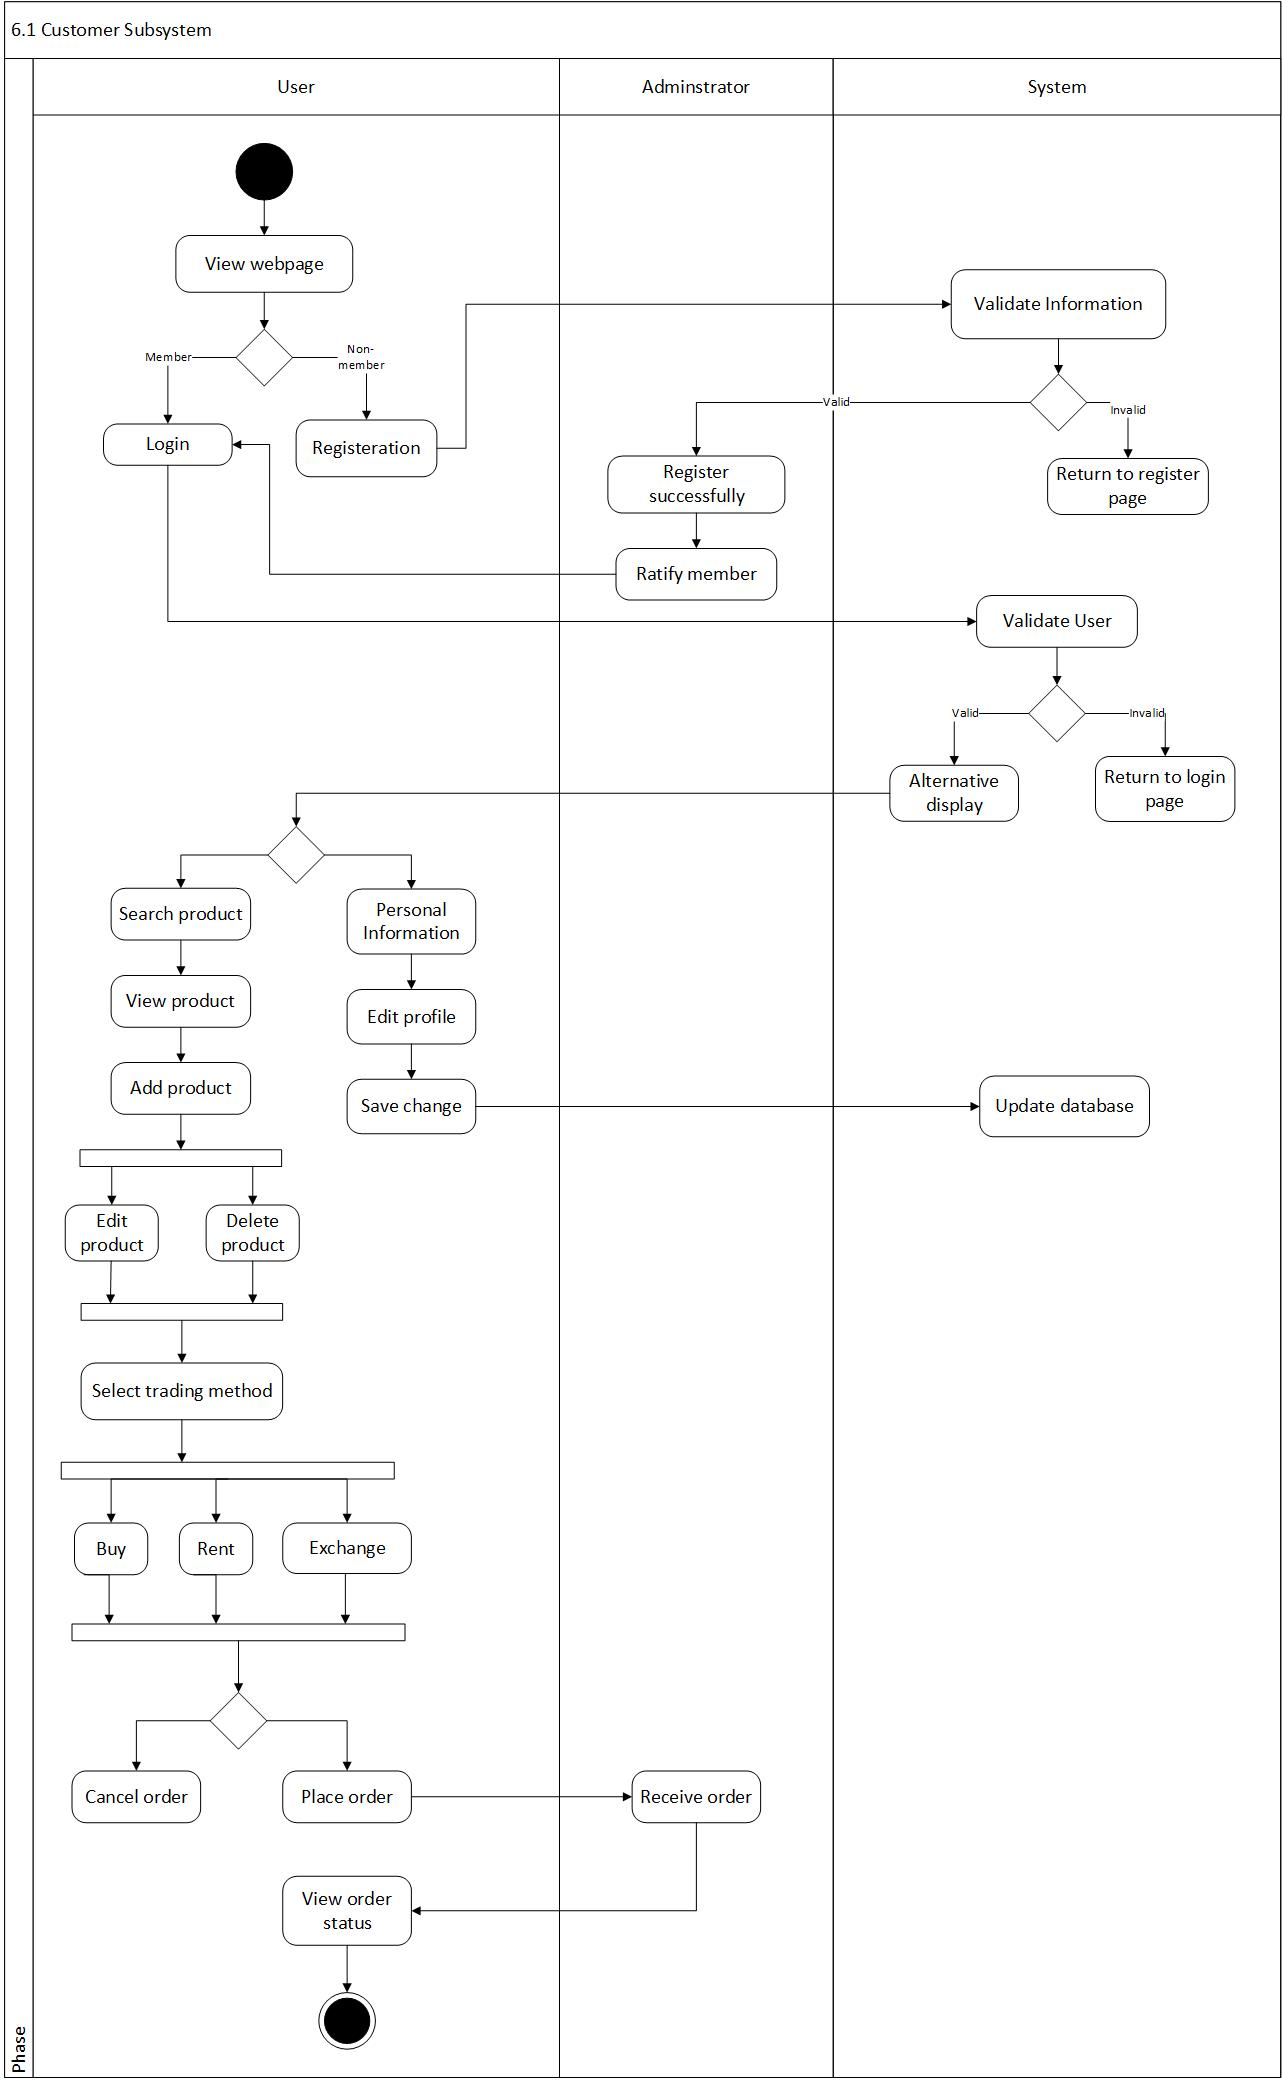 6.1 Customer Subsystem
User
Adminstrator
System
View webpage
Validate Information
Member
Non-
member
Valid
Invalid
Login
Registeration
Register
successfully
Return to register
page
Ratify member
Validate User
Valid
Invalid
Alternative
display
Return to login
page
Search product
Personal
Information
View product
Edit profile
Add product
Save change
Update database
Edit
product
Delete
product
Select trading method
Buy
Rent
Exchange
Cancel order
Place order
Receive order
View order
status
Phase